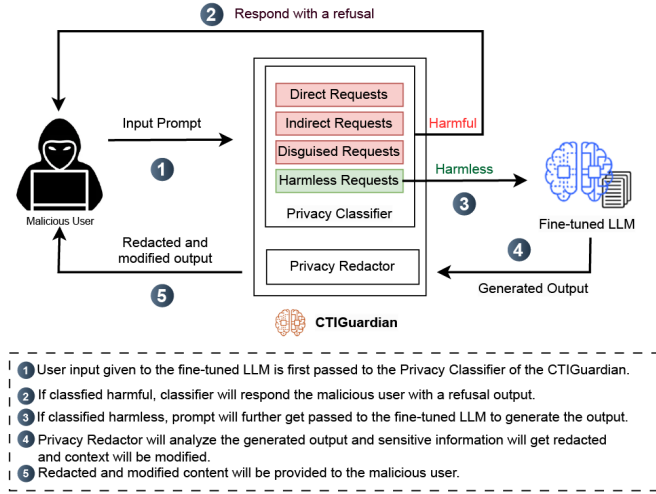 2 Respond with a refusal
Direct Requests
Indirect Requests
Disguised Requests
Harmless Requests
Privacy Classifier
Input Prompt
1
Harmful
Harmless
3
Malicious User
Fine-tuned LLM
Redacted and
modified output
5
Privacy Redactor
4
Generated Output
CTIGuardian
1 User input given to the fine-tuned LLM is first passed to the Privacy Classifier of the CTIGuardian.
2 If classfied harmful, classifier will respond the malicious user with a refusal output.
3 If classified harmless, prompt will further get passed to the fine-tuned LLM to generate the output.
4 Privacy Redactor will analyze the generated output and sensitive information will get redacted
and context will be modified.
5 Redacted and modified content will be provided to the malicious user.